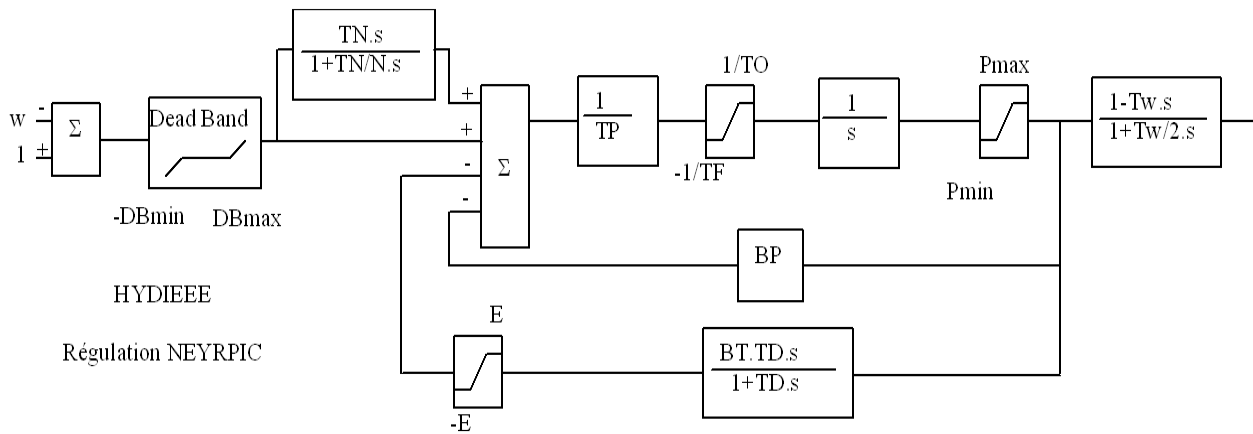 TN.s
1+TN/N.s
w
-
1
+
Σ
Dead Band
-DBmin
DBmax
+
+
-
-
Σ
1
TP
1/TO
-1/TF
1
s
Pmax
Pmin
1-Tw.s
1+Tw/2.s
BP
HYDIEEE
Régulation NEYRPIC
E
-E
BT.TD.s
1+TD.s